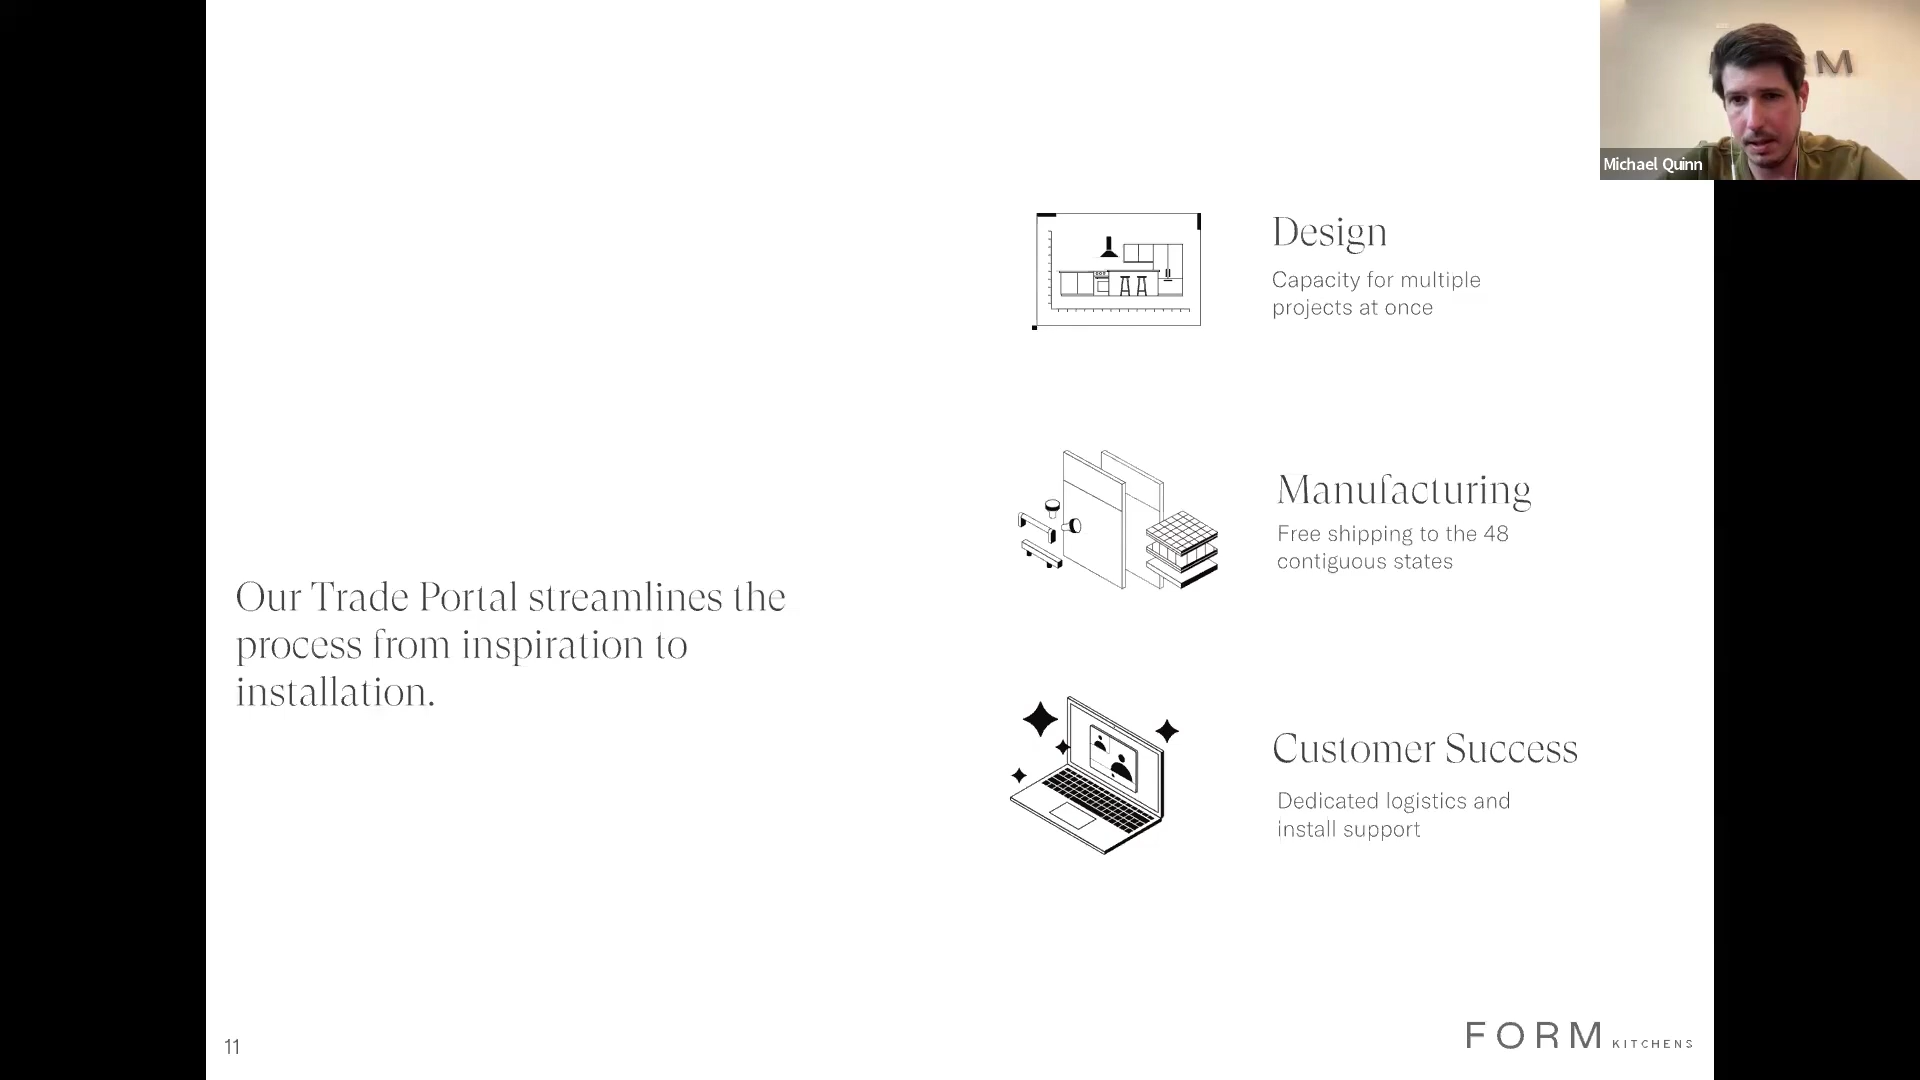 Our Trade Portal streamlines the
process from inspiration to
installation.
Design
Capacity for multiple
projects at once
Manufacturing
Free shipping to the 48
contiguous states
Customer Success
Dedicated logistics and
install support
11
FORM KITCHENS
RM
Michael Quinn